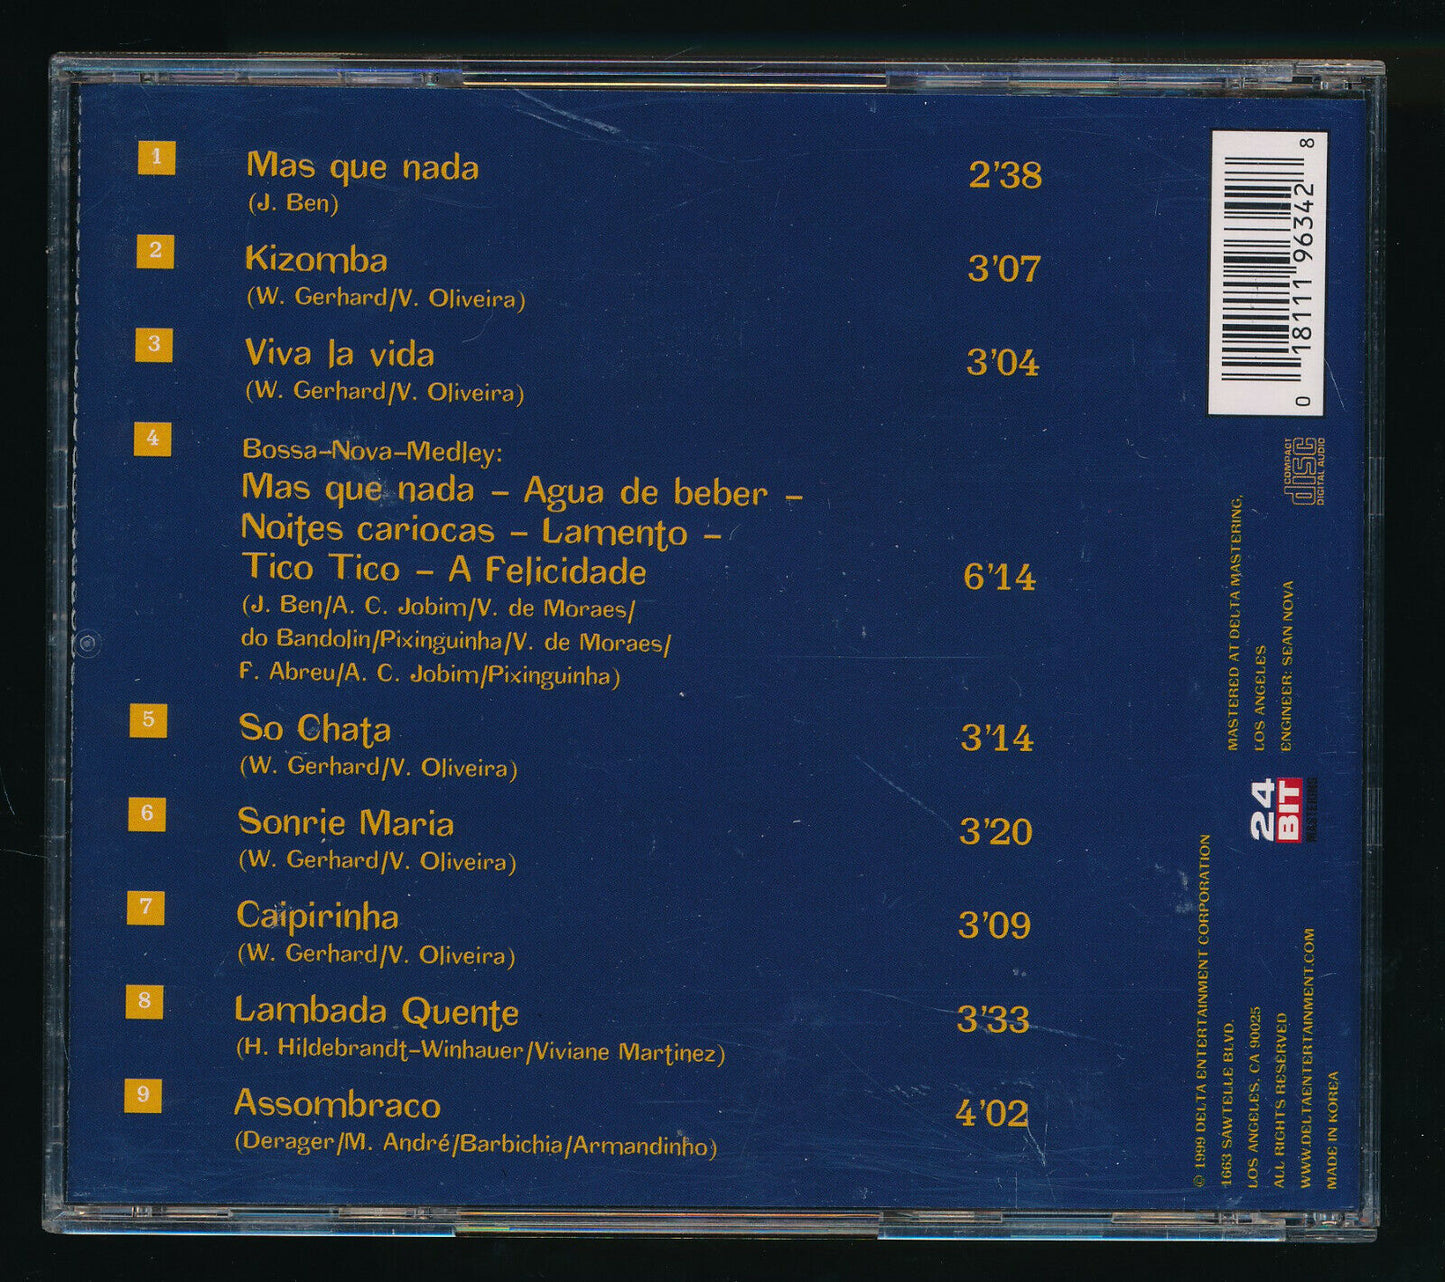 1
Mas que nada
2'38
(J. Ben)
2
Kizomba
3'07
(W. Gerhard/V. Oliveira)
3
Viva la vida
3'04
(W. Gerhard/V. Oliveira)
4
Bossa-Nova-Medley:
Mas que nada – Agua de beber –
Noites cariocas – Lamento –
Tico Tico – A Felicidade
6'14
(J. Ben/A. C. Jobim/V. de Moraes/
do Bandolin/Pixinguinha/V. de Moraes/
F. Abreu/A. C. Jobim/Pixinguinha)
5
So Chata
3'14
(W. Gerhard/V. Oliveira)
6
Sonrie Maria
3'20
(W. Gerhard/V. Oliveira)
7
Caipirinha
3'09
(W. Gerhard/V. Oliveira)
8
Lambada Quente
3'33
(H. Hildebrandt-Winhauer/Viviane Martinez)
9
Assombraco
4'02
(Derager/M. André/Barbichia/Armandinho)
0 18111 96342 8
COMPACT
disc
DIGITAL AUDIO
MASTERED AT DELTA MASTERING,
LOS ANGELES
ENGINEER: SEAN NOVA
24
BIT
MASTERING
© 1999 DELTA ENTERTAINMENT CORPORATION
1663 SAWTELLE BLVD.
LOS ANGELES, CA 90025
ALL RIGHTS RESERVED
WWW.DELTAENTERTAINMENT.COM
MADE IN KOREA